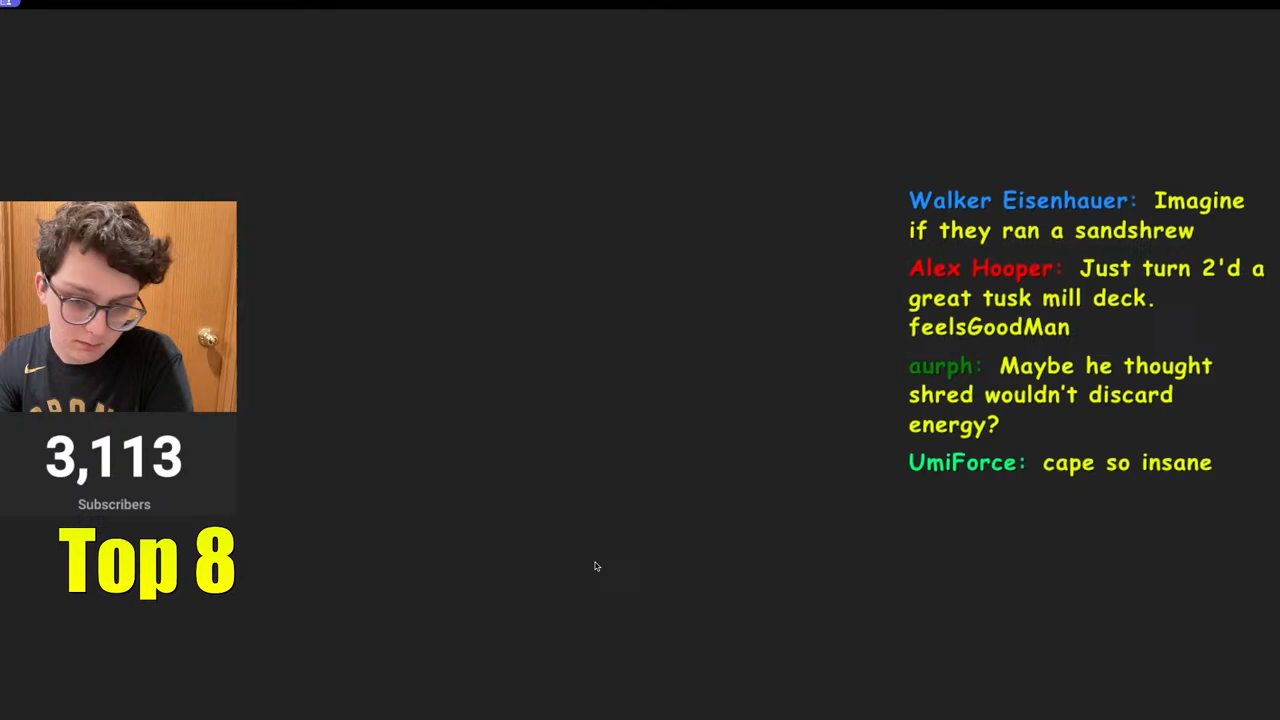 Walker Eisenhauer: Imagine
if they ran a sandshrew
Alex Hooper: Just turn 2'd a
great tusk mill deck.
feelsGoodMan
aurph: Maybe he thought
shred wouldn't discard
energy?
UmiForce: cape so insane
3,113
Subscribers
Top 8